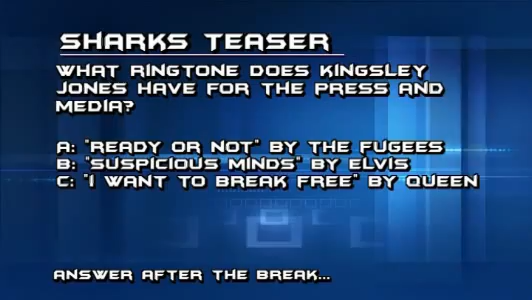 SHARKS TEASER
WHAT RINGTONE DOES KINGSLEY
JONES HAVE FOR THE PRESS AND
MEDIA?
A: "READY OR NOT" BY THE FUGEES
B: "SUSPICIOUS MINDS" BY ELVIS
C: "I WANT TO BREAK FREE" BY QUEEN
ANSWER AFTER THE BREAK...